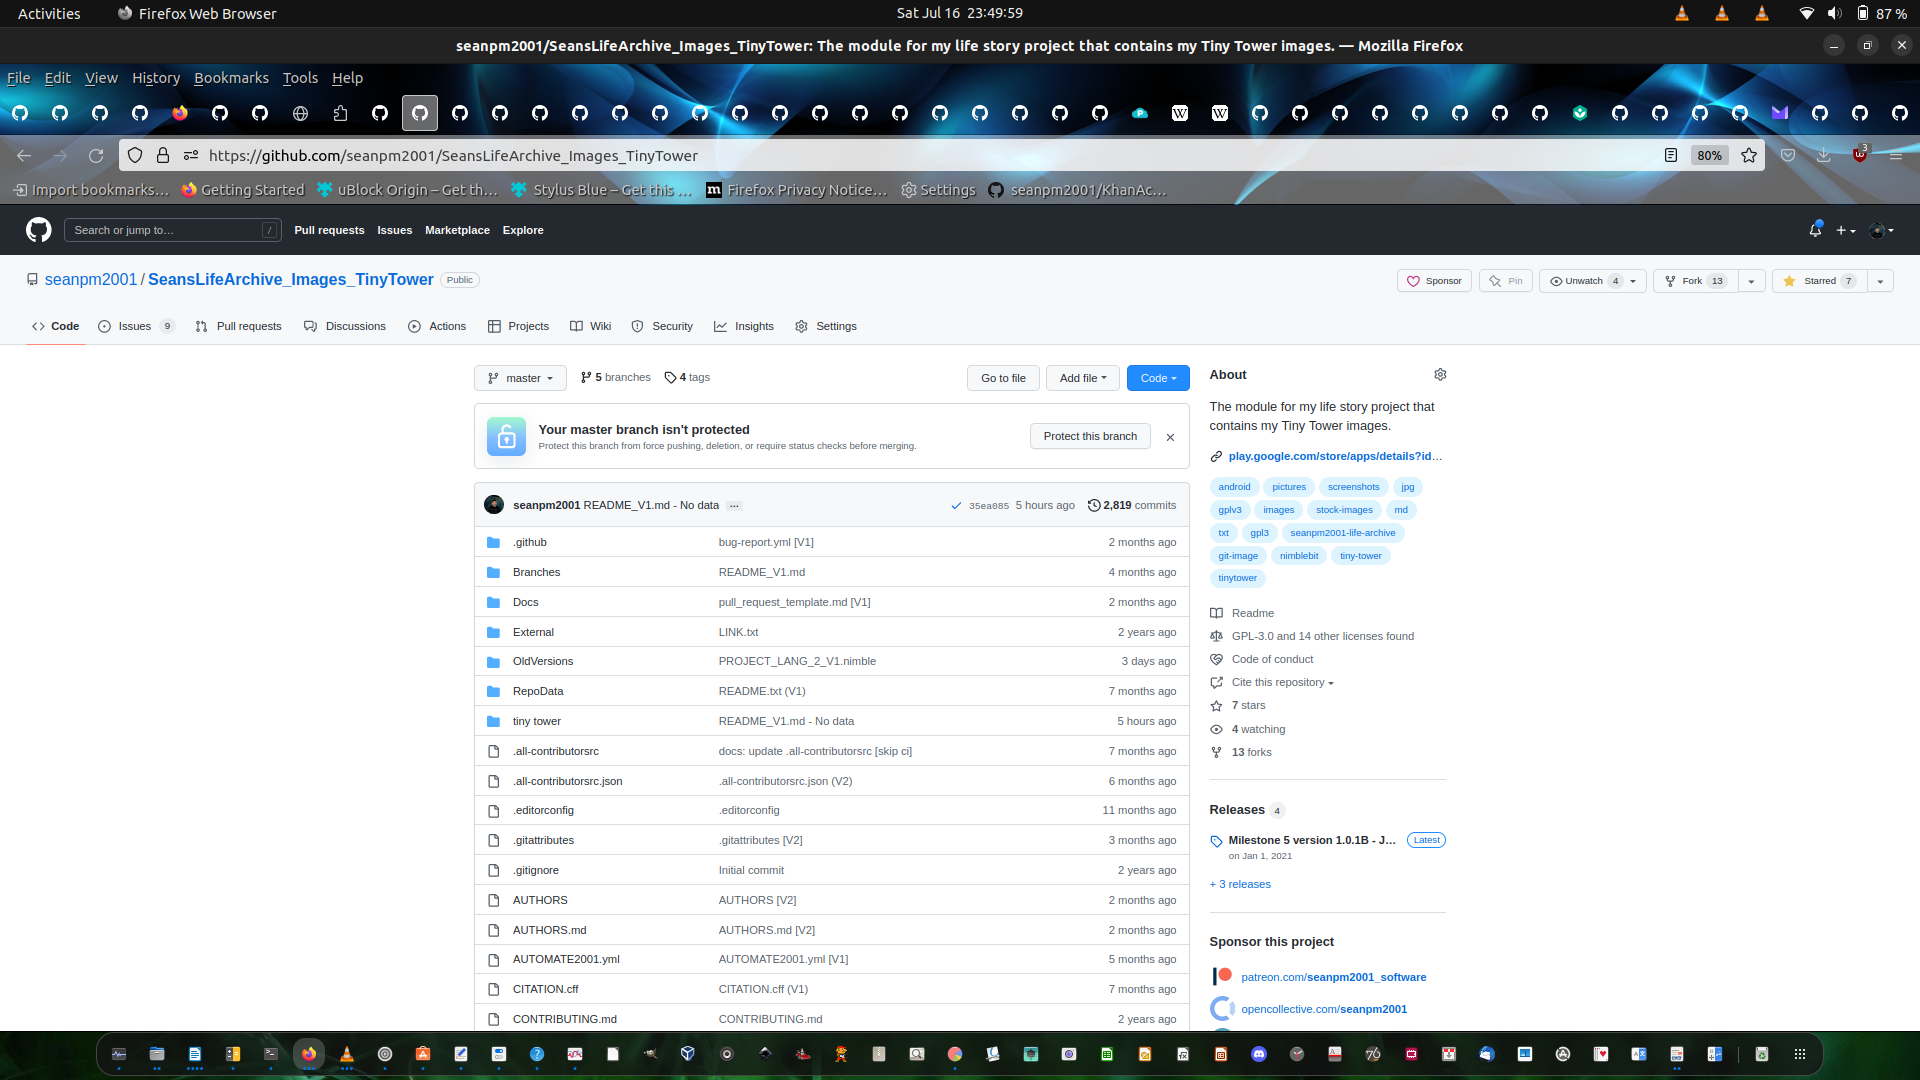 Activities Firefox Web Browser Sat Jul 16 23:49:59 87 %
seanpm2001/SeansLifeArchive_Images_TinyTower: The module for my life story project that contains my Tiny Tower images. — Mozilla Firefox
File Edit View History Bookmarks Tools Help
https://github.com/seanpm2001/SeansLifeArchive_Images_TinyTower 80% 3
Import bookmarks… Getting Started uBlock Origin – Get th… Stylus Blue – Get this … Firefox Privacy Notice… Settings seanpm2001/KhanAc…
Search or jump to… / Pull requests Issues Marketplace Explore
seanpm2001 / SeansLifeArchive_Images_TinyTower Public Sponsor Pin Unwatch 4 Fork 13 Starred 7
Code Issues 9 Pull requests Discussions Actions Projects Wiki Security Insights Settings
master 5 branches 4 tags Go to file Add file Code
Your master branch isn't protected
Protect this branch from force pushing, deletion, or require status checks before merging.
Protect this branch
seanpm2001 README_V1.md - No data … 35ea085 5 hours ago 2,819 commits
.github bug-report.yml [V1] 2 months ago
Branches README_V1.md 4 months ago
Docs pull_request_template.md [V1] 2 months ago
External LINK.txt 2 years ago
OldVersions PROJECT_LANG_2_V1.nimble 3 days ago
RepoData README.txt (V1) 7 months ago
tiny tower README_V1.md - No data 5 hours ago
.all-contributorsrc docs: update .all-contributorsrc [skip ci] 7 months ago
.all-contributorsrc.json .all-contributorsrc.json (V2) 6 months ago
.editorconfig .editorconfig 11 months ago
.gitattributes .gitattributes [V2] 3 months ago
.gitignore Initial commit 2 years ago
AUTHORS AUTHORS [V2] 2 months ago
AUTHORS.md AUTHORS.md [V2] 2 months ago
AUTOMATE2001.yml AUTOMATE2001.yml [V1] 5 months ago
CITATION.cff CITATION.cff (V1) 7 months ago
CONTRIBUTING.md CONTRIBUTING.md 2 years ago
About
The module for my life story project that
contains my Tiny Tower images.
play.google.com/store/apps/details?id…
android pictures screenshots jpg
gplv3 images stock-images md
txt gpl3 seanpm2001-life-archive
git-image nimblebit tiny-tower
tinytower
Readme
GPL-3.0 and 14 other licenses found
Code of conduct
Cite this repository
7 stars
4 watching
13 forks
Releases 4
Milestone 5 version 1.0.1B - J… Latest
on Jan 1, 2021
+ 3 releases
Sponsor this project
patreon.com/seanpm2001_software
opencollective.com/seanpm2001